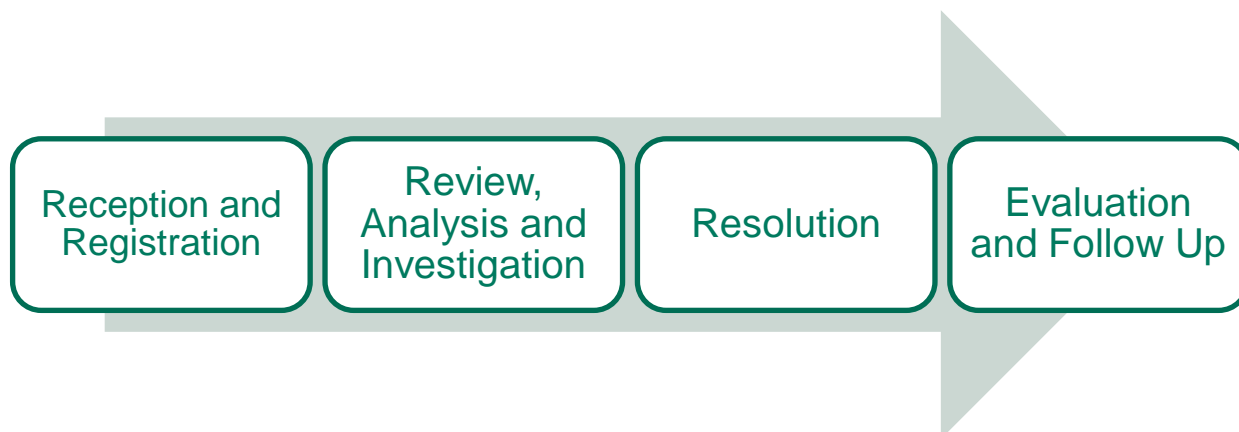 Reception and
Registration
Review,
Analysis and
Investigation
Resolution
Evaluation
and Follow Up